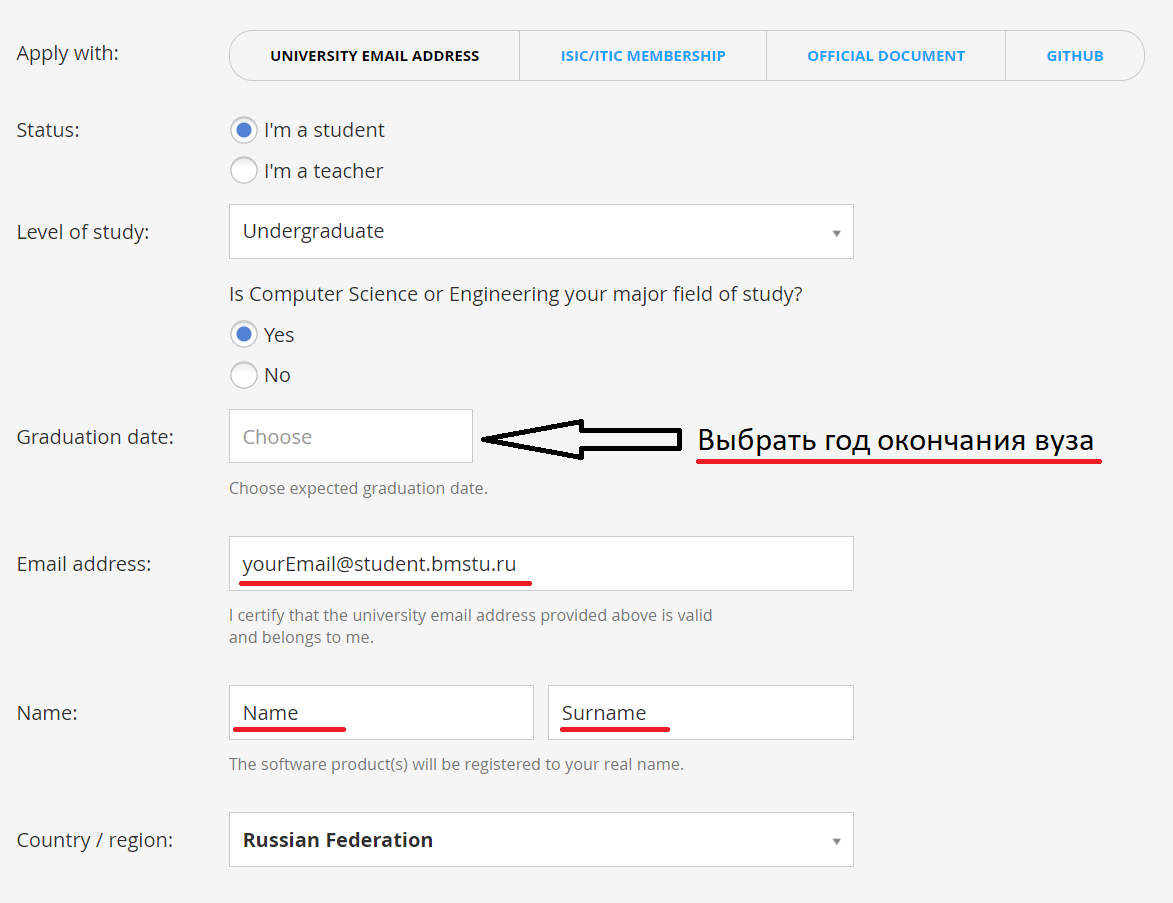 Apply with:
UNIVERSITY EMAIL ADDRESS
ISIC/ITIC MEMBERSHIP
OFFICIAL DOCUMENT
GITHUB
Status:
I'm a student
I'm a teacher
Level of study:
Undergraduate
Is Computer Science or Engineering your major field of study?
Yes
No
Graduation date:
Choose
Выбрать год окончания вуза
Choose expected graduation date.
Email address:
yourEmail@student.bmstu.ru
I certify that the university email address provided above is valid
and belongs to me.
Name:
Name
Surname
The software product(s) will be registered to your real name.
Country / region:
Russian Federation